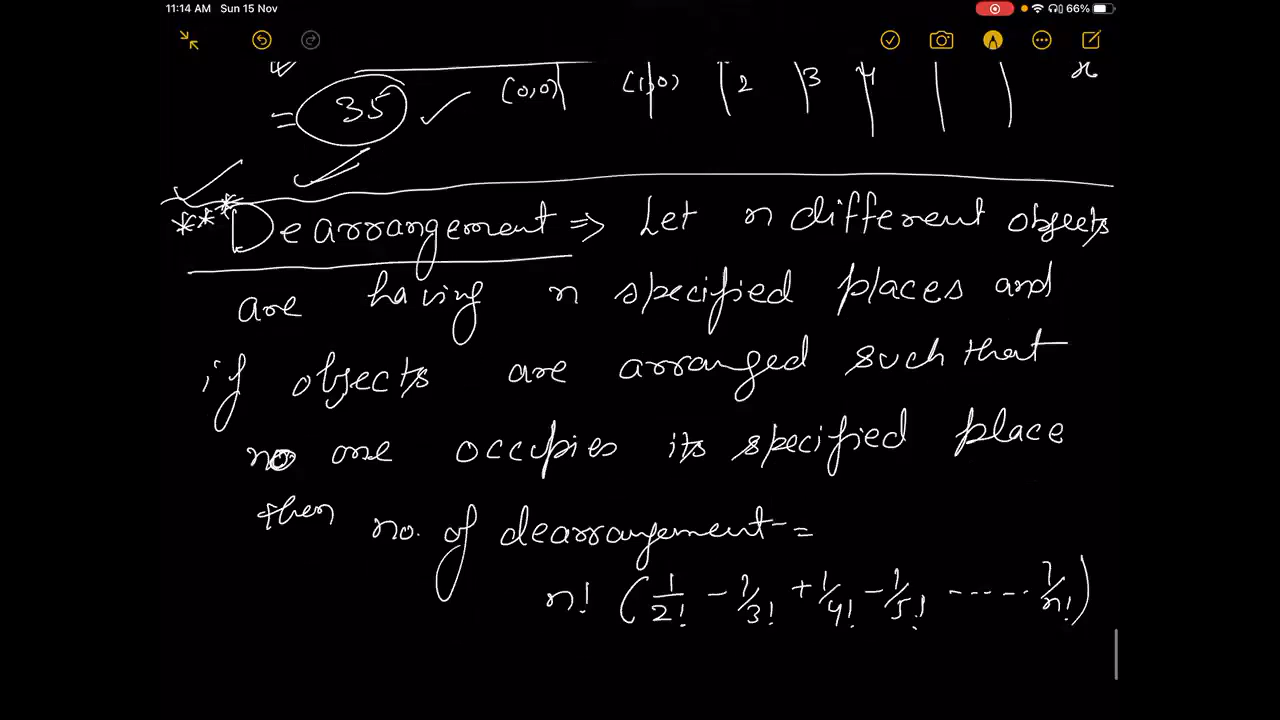 11:14 AM Sun 15 Nov 66%
(0,0) (1,0) 2 3 4 x
= 35
*** Dearrangement ⇒ Let n different objects
are having n specified places and
if objects are arranged such that
no one occupies its specified place
then no. of dearrangement =
n! (1/2! - 1/3! + 1/4! - 1/5! ------ 1/n!)